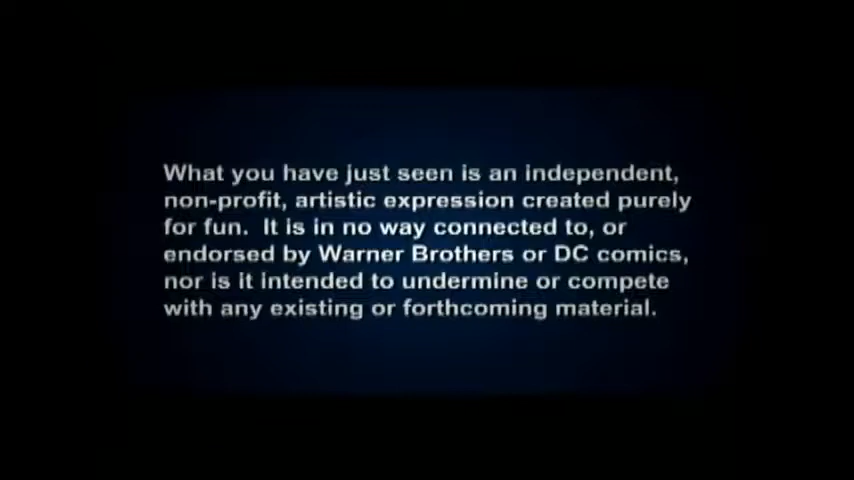 What you have just seen is an independent,
non-profit, artistic expression created purely
for fun.  It is in no way connected to, or
endorsed by Warner Brothers or DC comics,
nor is it intended to undermine or compete
with any existing or forthcoming material.